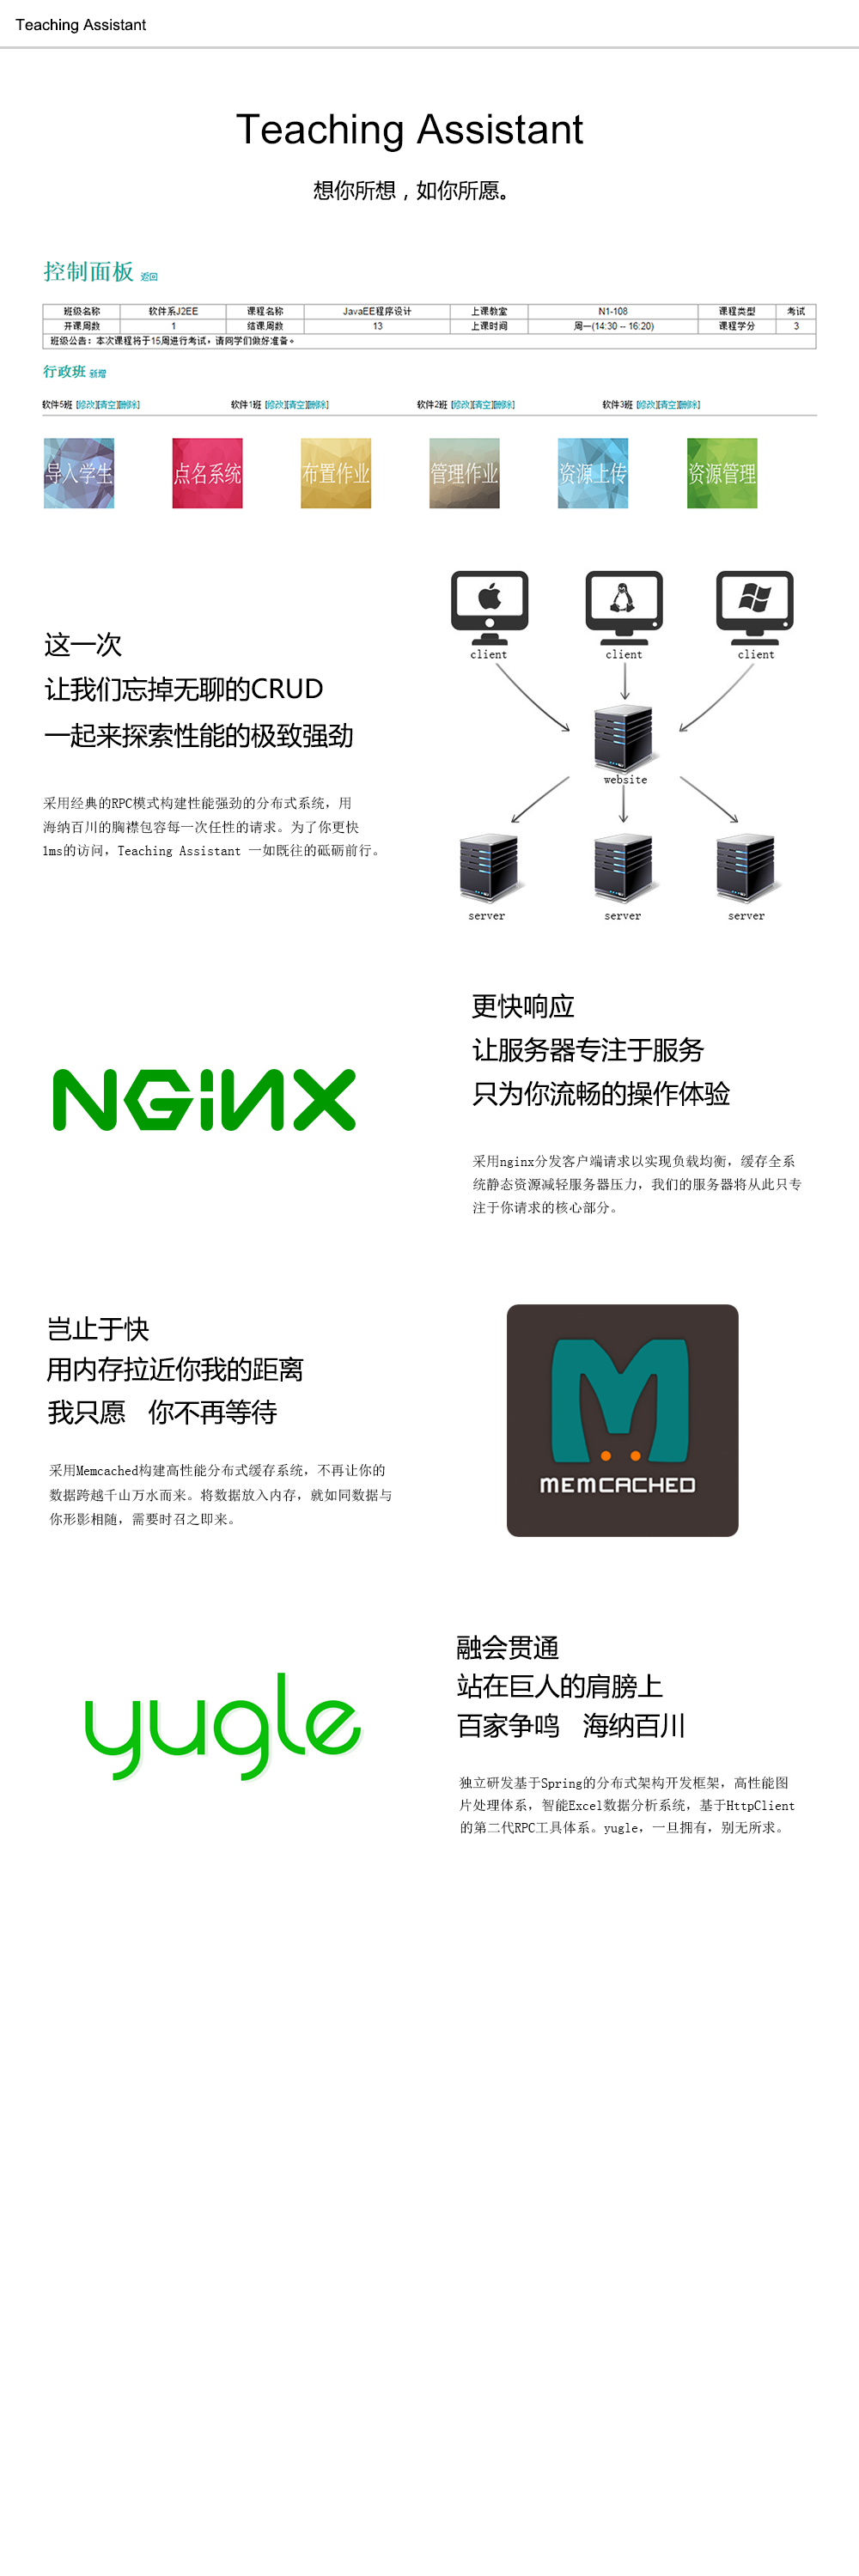 Teaching Assistant
Teaching Assistant
想你所想，如你所愿。
控制面板 返回
班级名称 软件系J2EE 课程名称 JavaEE程序设计 上课教室 N1-108 课程类型 考试
开课周数 1 结课周数 13 上课时间 周一(14:30 -- 16:20) 课程学分 3
班级公告：本次课程将于15周进行考试，请同学们做好准备。
行政班 新增
软件5班 [修改][清空][删除] 软件1班 [修改][清空][删除] 软件2班 [修改][清空][删除] 软件3班 [修改][清空][删除]
导入学生 点名系统 布置作业 管理作业 资源上传 资源管理
这一次
让我们忘掉无聊的CRUD
一起来探索性能的极致强劲
采用经典的RPC模式构建性能强劲的分布式系统，用
海纳百川的胸襟包容每一次任性的请求。为了你更快
1ms的访问，Teaching Assistant 一如既往的砥砺前行。
client client client
website
server server server
NGiNX
更快响应
让服务器专注于服务
只为你流畅的操作体验
采用nginx分发客户端请求以实现负载均衡，缓存全系
统静态资源减轻服务器压力，我们的服务器将从此只专
注于你请求的核心部分。
岂止于快
用内存拉近你我的距离
我只愿 你不再等待
采用Memcached构建高性能分布式缓存系统，不再让你的
数据跨越千山万水而来。将数据放入内存，就如同数据与
你形影相随，需要时召之即来。
MEMCACHED
yugle
融会贯通
站在巨人的肩膀上
百家争鸣 海纳百川
独立研发基于Spring的分布式架构开发框架，高性能图
片处理体系，智能Excel数据分析系统，基于HttpClient
的第二代RPC工具体系。yugle，一旦拥有，别无所求。